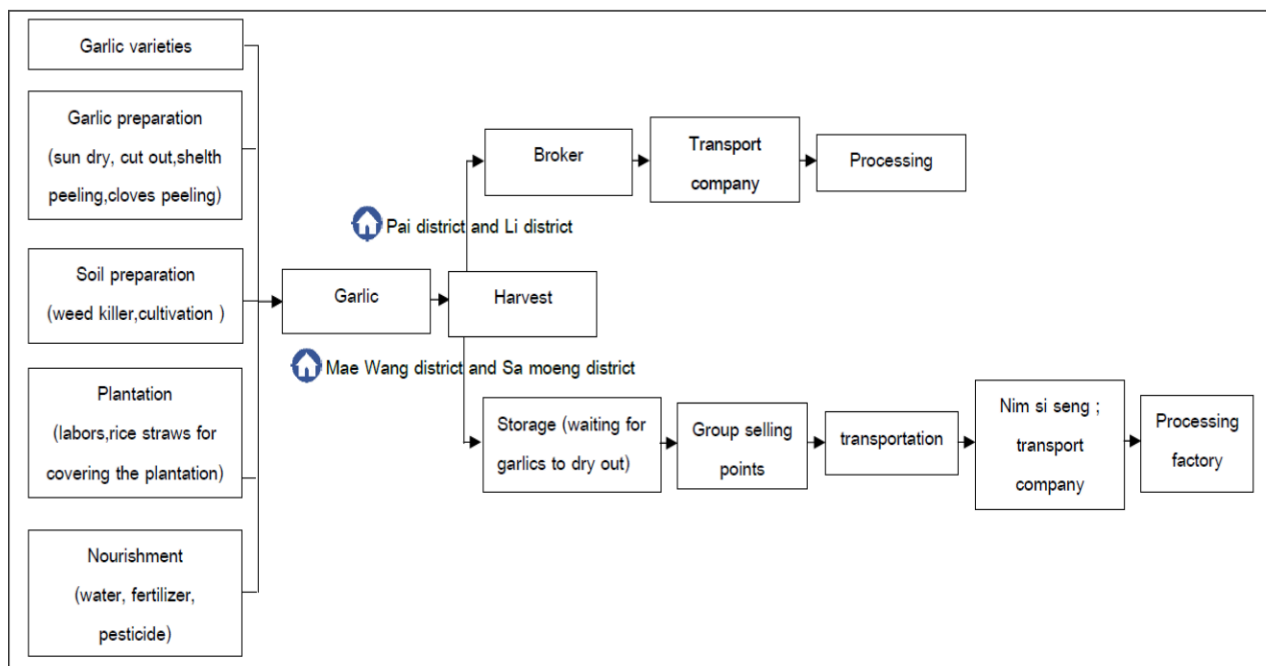 Garlic varieties
Garlic preparation
(sun dry, cut out,shelth
peeling,cloves peeling)
Soil preparation
(weed killer,cultivation )
Plantation
(labors,rice straws for
covering the plantation)
Nourishment
(water, fertilizer,
pesticide)
Garlic
Harvest
Pai district and Li district
Broker
Transport
company
Processing
Mae Wang district and Sa moeng district
Storage (waiting for
garlics to dry out)
Group selling
points
transportation
Nim si seng ;
transport
company
Processing
factory